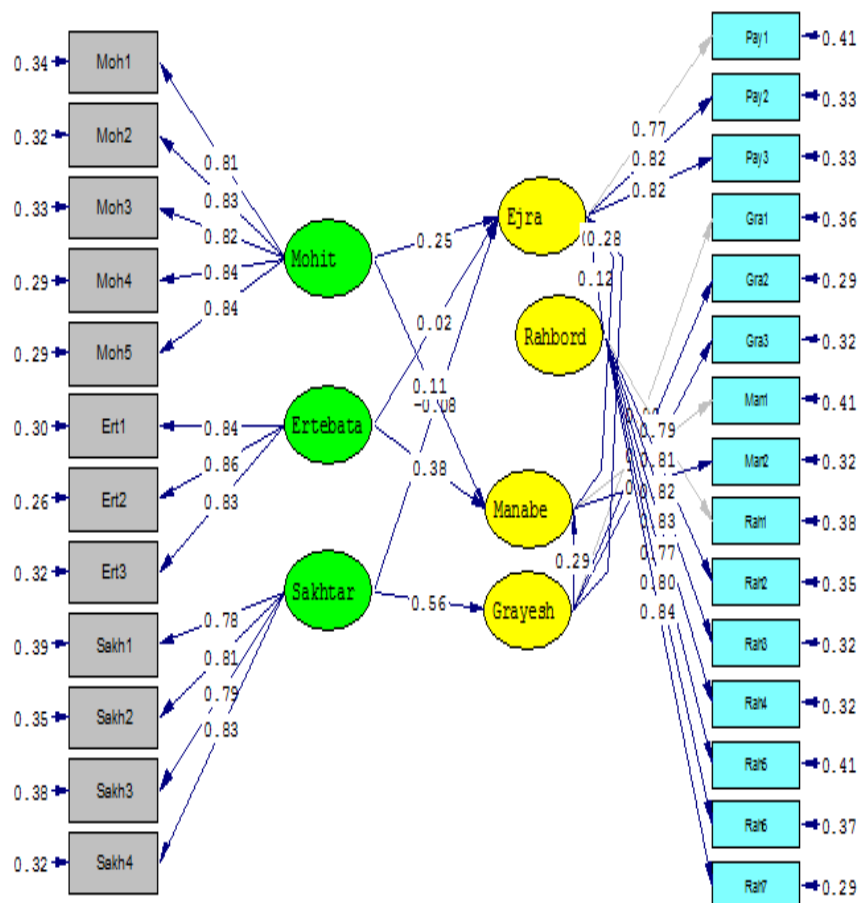 0.34 Moh1
0.32 Moh2
0.33 Moh3
0.29 Moh4
0.29 Moh5
0.30 Ert1
0.26 Ert2
0.32 Ert3
0.39 Sakh1
0.35 Sakh2
0.38 Sakh3
0.32 Sakh4
0.81
0.83
0.82
0.84
0.84
0.84
0.86
0.83
0.78
0.81
0.79
0.83
Mohit
Ertebata
Sakhtar
0.25
0.02
0.11
-0.08
0.38
0.56
Ejra
Rahbord
Manabe
Grayesh
0.28
0.12
0.29
0.77
0.82
0.82
0.79
0.81
0.82
0.83
0.77
0.80
0.84
Pay1 0.41
Pay2 0.33
Pay3 0.33
Gra1 0.36
Gra2 0.29
Gra3 0.32
Man1 0.41
Man2 0.32
Rah1 0.38
Rah2 0.35
Rah3 0.32
Rah4 0.32
Rah5 0.41
Rah6 0.37
Rah7 0.29